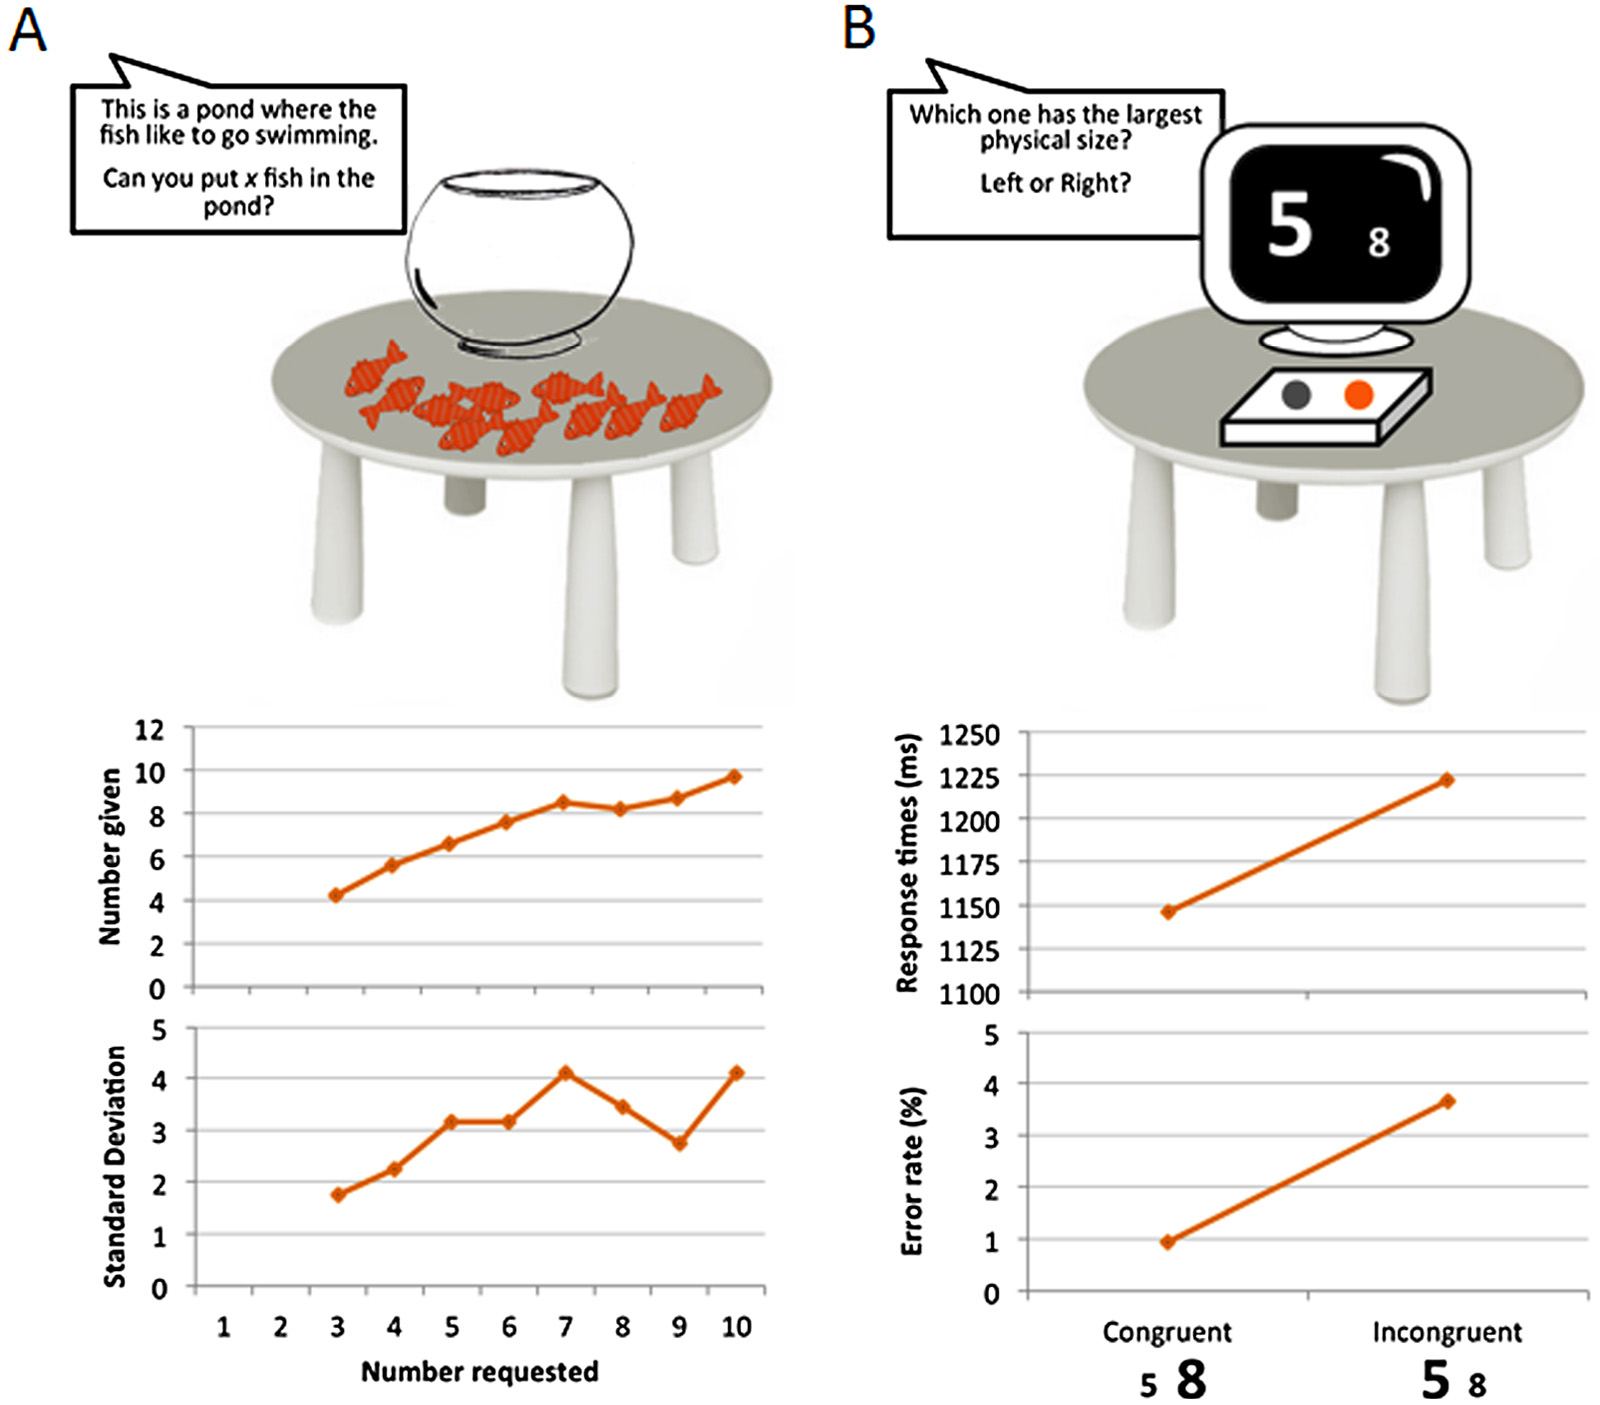 A
This is a pond where the
fish like to go swimming.
Can you put x fish in the
pond?
12
10
8
6
4
2
0
Number given
5
4
3
2
1
0
Standard Deviation
1 2 3 4 5 6 7 8 9 10
Number requested
B
Which one has the largest
physical size?
Left or Right?
5 8
1250
1225
1200
1175
1150
1125
1100
Response times (ms)
5
4
3
2
1
0
Error rate (%)
Congruent Incongruent
5 8 5 8